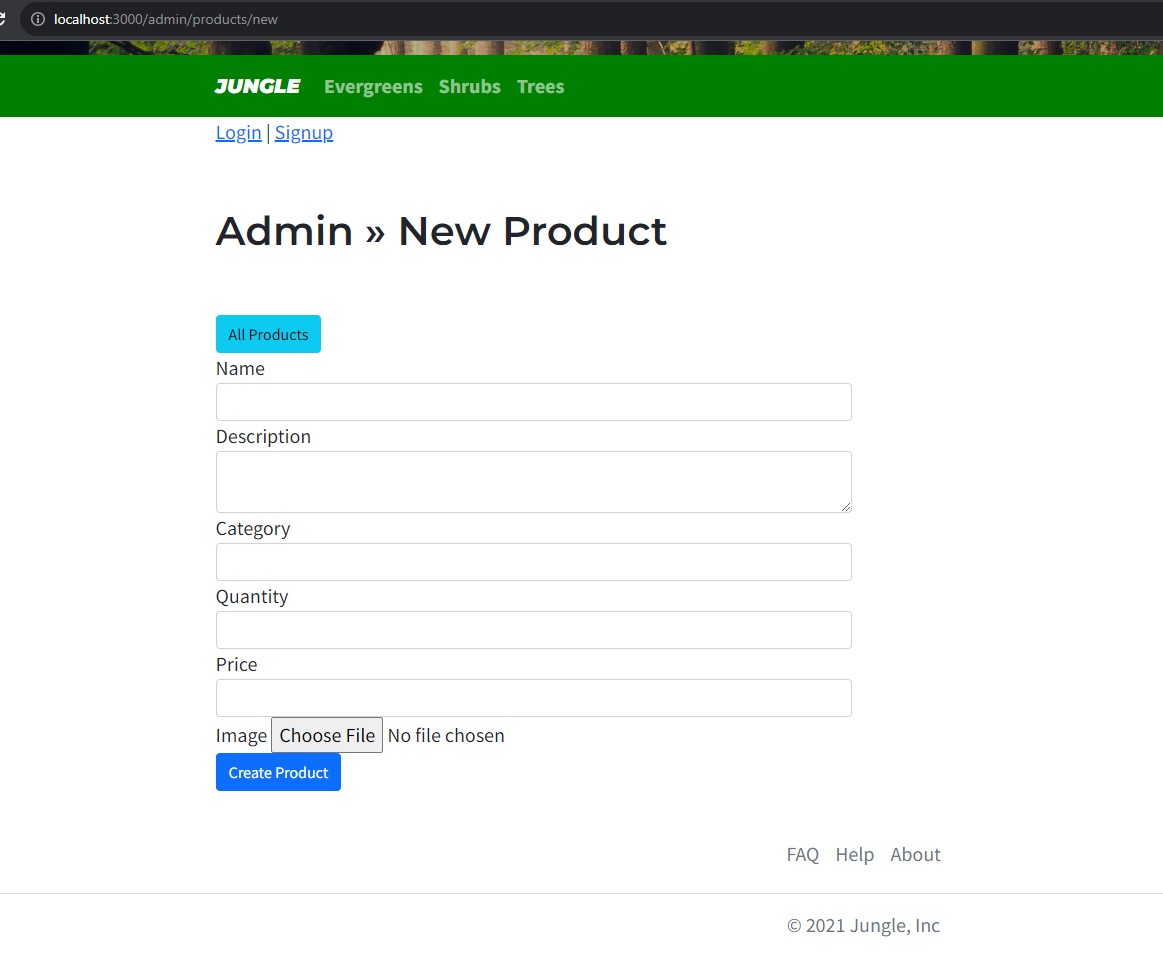 localhost:3000/admin/products/new
JUNGLE Evergreens Shrubs Trees
Login | Signup
Admin » New Product
All Products
Name
Description
Category
Quantity
Price
Image Choose File No file chosen
Create Product
FAQ Help About
© 2021 Jungle, Inc